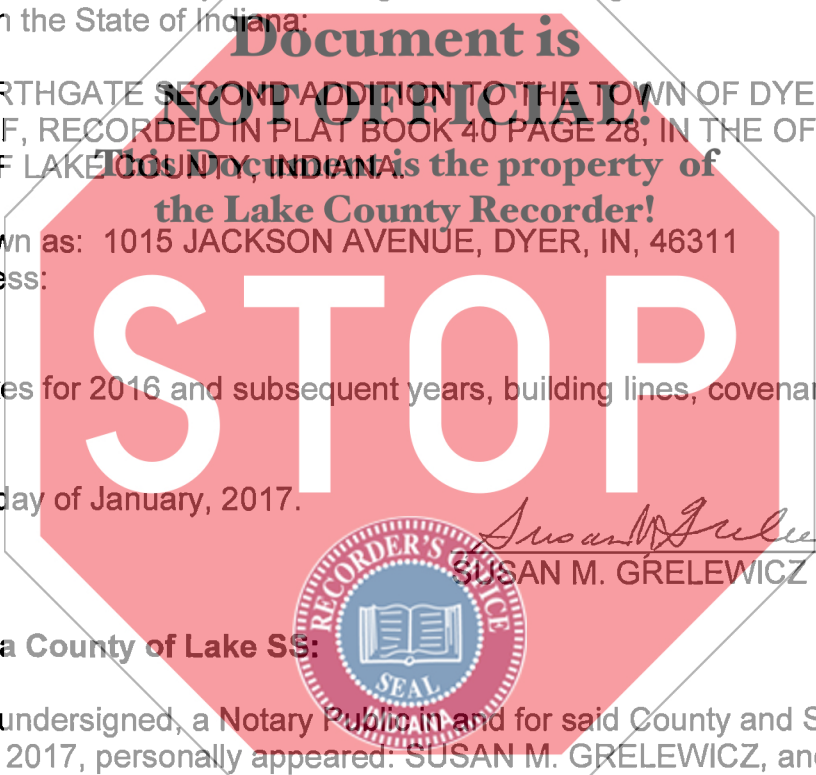 n the State of Indiana:
Document is
RTHGATE SECOND ADDITION TO THE TOWN OF DYE
NOT OFFICIAL!
F, RECORDED IN PLAT BOOK 40 PAGE 28, IN THE OF
F LAKE COUNTY, INDIANA.
This Document is the property of
the Lake County Recorder!
wn as: 1015 JACKSON AVENUE, DYER, IN, 46311
ess:
STOP
es for 2016 and subsequent years, building lines, covenan
day of January, 2017.
Susan M Grele
SUSAN M. GRELEWICZ
RECORDER'S OFFICE
SEAL
INDIANA
a County of Lake SS:
undersigned, a Notary Public in and for said County and S
2017, personally appeared: SUSAN M. GRELEWICZ, and